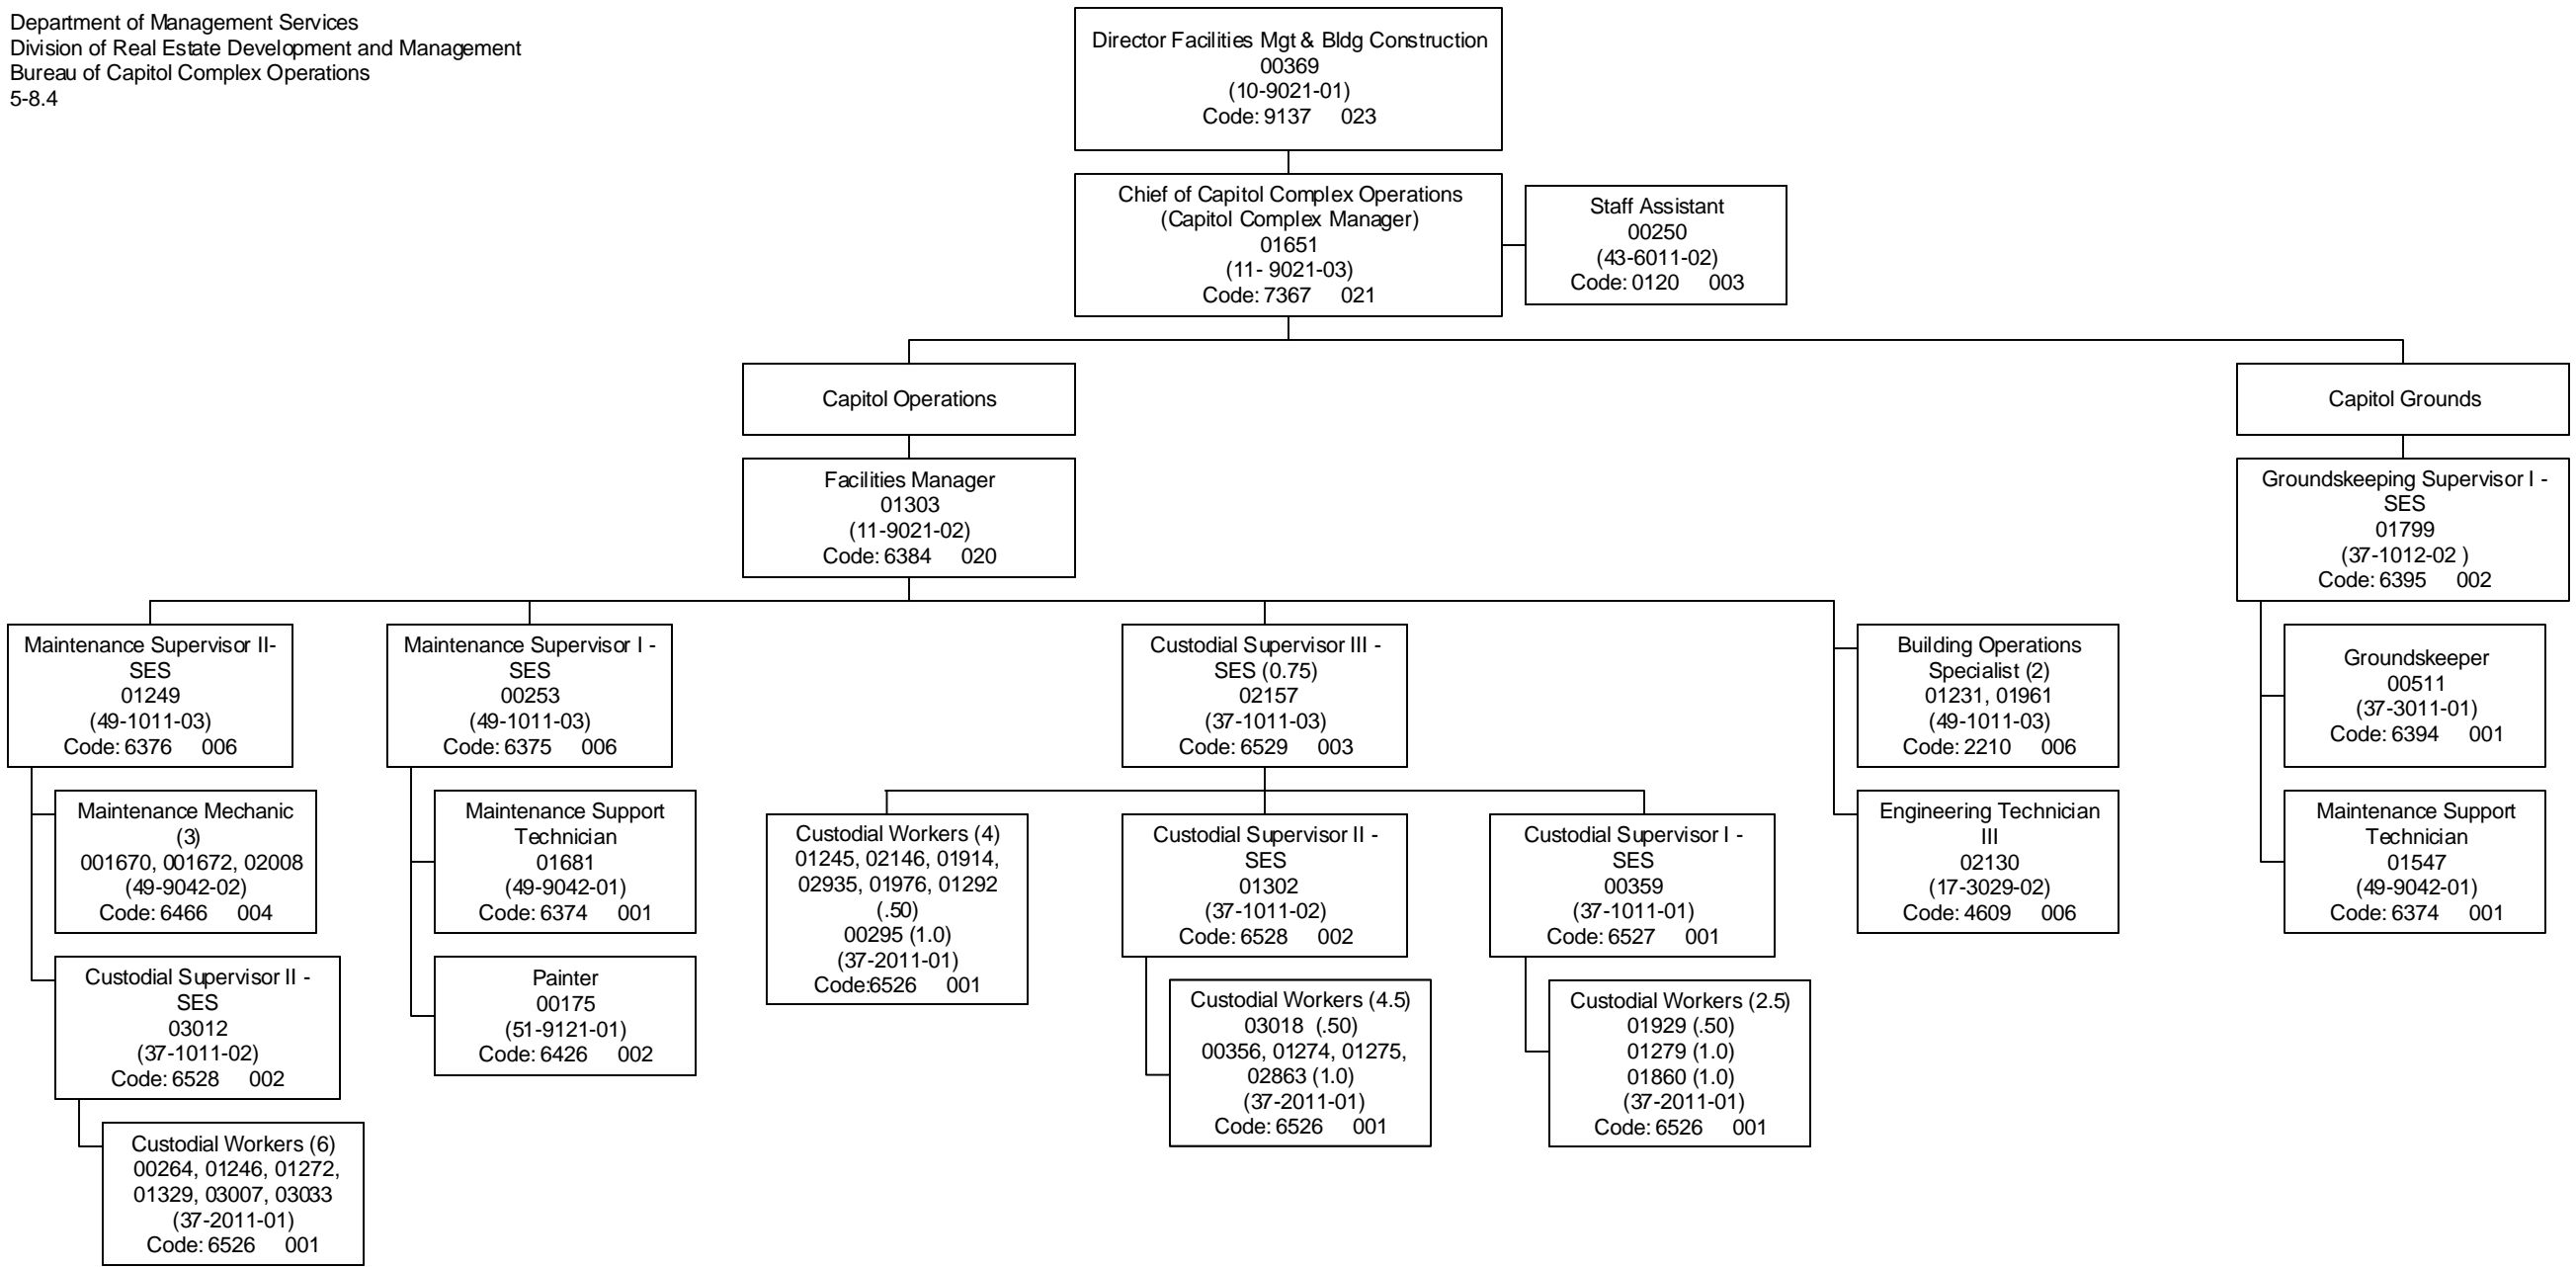 Department of Management Services
Division of Real Estate Development and Management
Bureau of Capitol Complex Operations
5-8.4
Director Facilities Mgt & Bldg Construction
00369
(10-9021-01)
Code: 9137 023
Chief of Capitol Complex Operations
(Capitol Complex Manager)
01651
(11- 9021-03)
Code: 7367 021
Staff Assistant
00250
(43-6011-02)
Code: 0120 003
Capitol Operations
Capitol Grounds
Facilities Manager
01303
(11-9021-02)
Code: 6384 020
Groundskeeping Supervisor I -
SES
01799
(37-1012-02 )
Code: 6395 002
Maintenance Supervisor II-
SES
01249
(49-1011-03)
Code: 6376 006
Maintenance Supervisor I -
SES
00253
(49-1011-03)
Code: 6375 006
Custodial Supervisor III -
SES (0.75)
02157
(37-1011-03)
Code: 6529 003
Building Operations
Specialist (2)
01231, 01961
(49-1011-03)
Code: 2210 006
Groundskeeper
00511
(37-3011-01)
Code: 6394 001
Maintenance Mechanic
(3)
001670, 001672, 02008
(49-9042-02)
Code: 6466 004
Maintenance Support
Technician
01681
(49-9042-01)
Code: 6374 001
Custodial Workers (4)
01245, 02146, 01914,
02935, 01976, 01292
(.50)
00295 (1.0)
(37-2011-01)
Code:6526 001
Custodial Supervisor II -
SES
01302
(37-1011-02)
Code: 6528 002
Custodial Supervisor I -
SES
00359
(37-1011-01)
Code: 6527 001
Engineering Technician
III
02130
(17-3029-02)
Code: 4609 006
Maintenance Support
Technician
01547
(49-9042-01)
Code: 6374 001
Custodial Supervisor II -
SES
03012
(37-1011-02)
Code: 6528 002
Painter
00175
(51-9121-01)
Code: 6426 002
Custodial Workers (4.5)
03018 (.50)
00356, 01274, 01275,
02863 (1.0)
(37-2011-01)
Code: 6526 001
Custodial Workers (2.5)
01929 (.50)
01279 (1.0)
01860 (1.0)
(37-2011-01)
Code: 6526 001
Custodial Workers (6)
00264, 01246, 01272,
01329, 03007, 03033
(37-2011-01)
Code: 6526 001